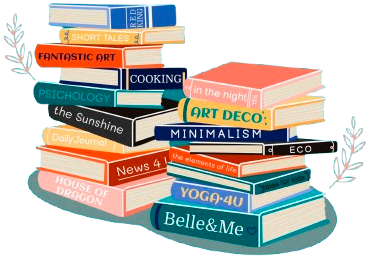 RED KING
SHORT TALES
FANTASTIC ART
COOKING
PSICHOLOGY
the Sunshine
Daily Journal
News 4
HOUSE OF
DRAGON
in the night
ART DECO
MINIMALISM
ECO
the elements of life
YOGA·4U
Belle&Me